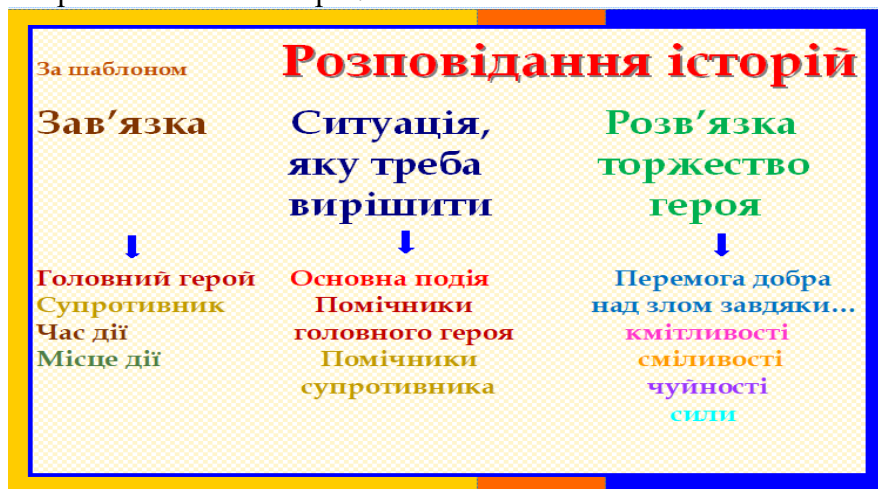 За шаблоном
Розповідання історій
Зав’язка
Ситуація,
яку треба
вирішити
Розв’язка
торжество
героя
Головний герой
Супротивник
Час дії
Місце дії
Основна подія
Помічники
головного героя
Помічники
супротивника
Перемога добра
над злом завдяки...
кмітливості
сміливості
чуйності
сили